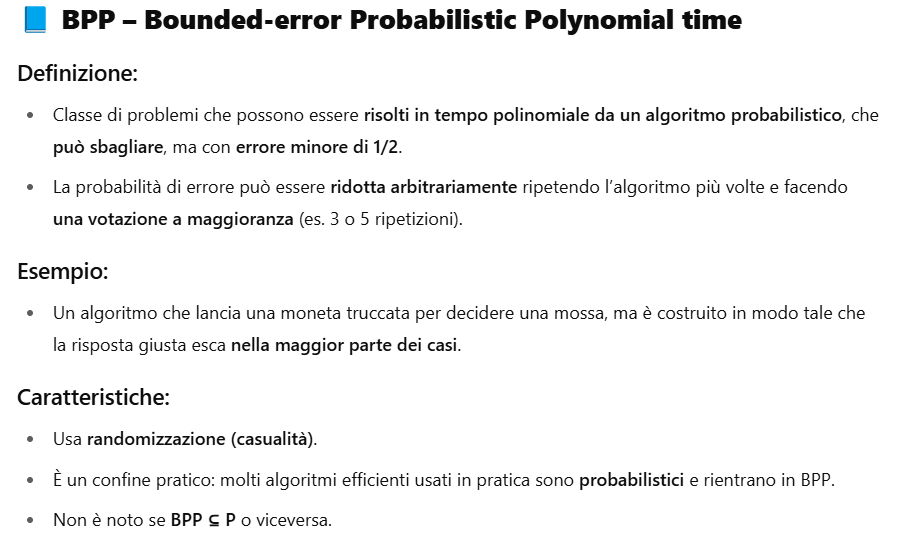 📘 BPP – Bounded-error Probabilistic Polynomial time
Definizione:
• Classe di problemi che possono essere risolti in tempo polinomiale da un algoritmo probabilistico, che
può sbagliare, ma con errore minore di 1/2.
• La probabilità di errore può essere ridotta arbitrariamente ripetendo l’algoritmo più volte e facendo
una votazione a maggioranza (es. 3 o 5 ripetizioni).
Esempio:
• Un algoritmo che lancia una moneta truccata per decidere una mossa, ma è costruito in modo tale che
la risposta giusta esca nella maggior parte dei casi.
Caratteristiche:
• Usa randomizzazione (casualità).
• È un confine pratico: molti algoritmi efficienti usati in pratica sono probabilistici e rientrano in BPP.
• Non è noto se BPP ⊆ P o viceversa.